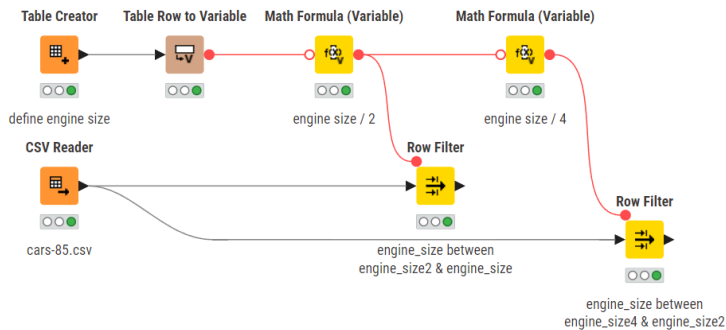 Table Creator
Table Row to Variable
Math Formula (Variable)
Math Formula (Variable)
define engine size
engine size / 2
engine size / 4
CSV Reader
Row Filter
Row Filter
cars-85.csv
engine_size between
engine_size2 & engine_size
engine_size between
engine_size4 & engine_size2